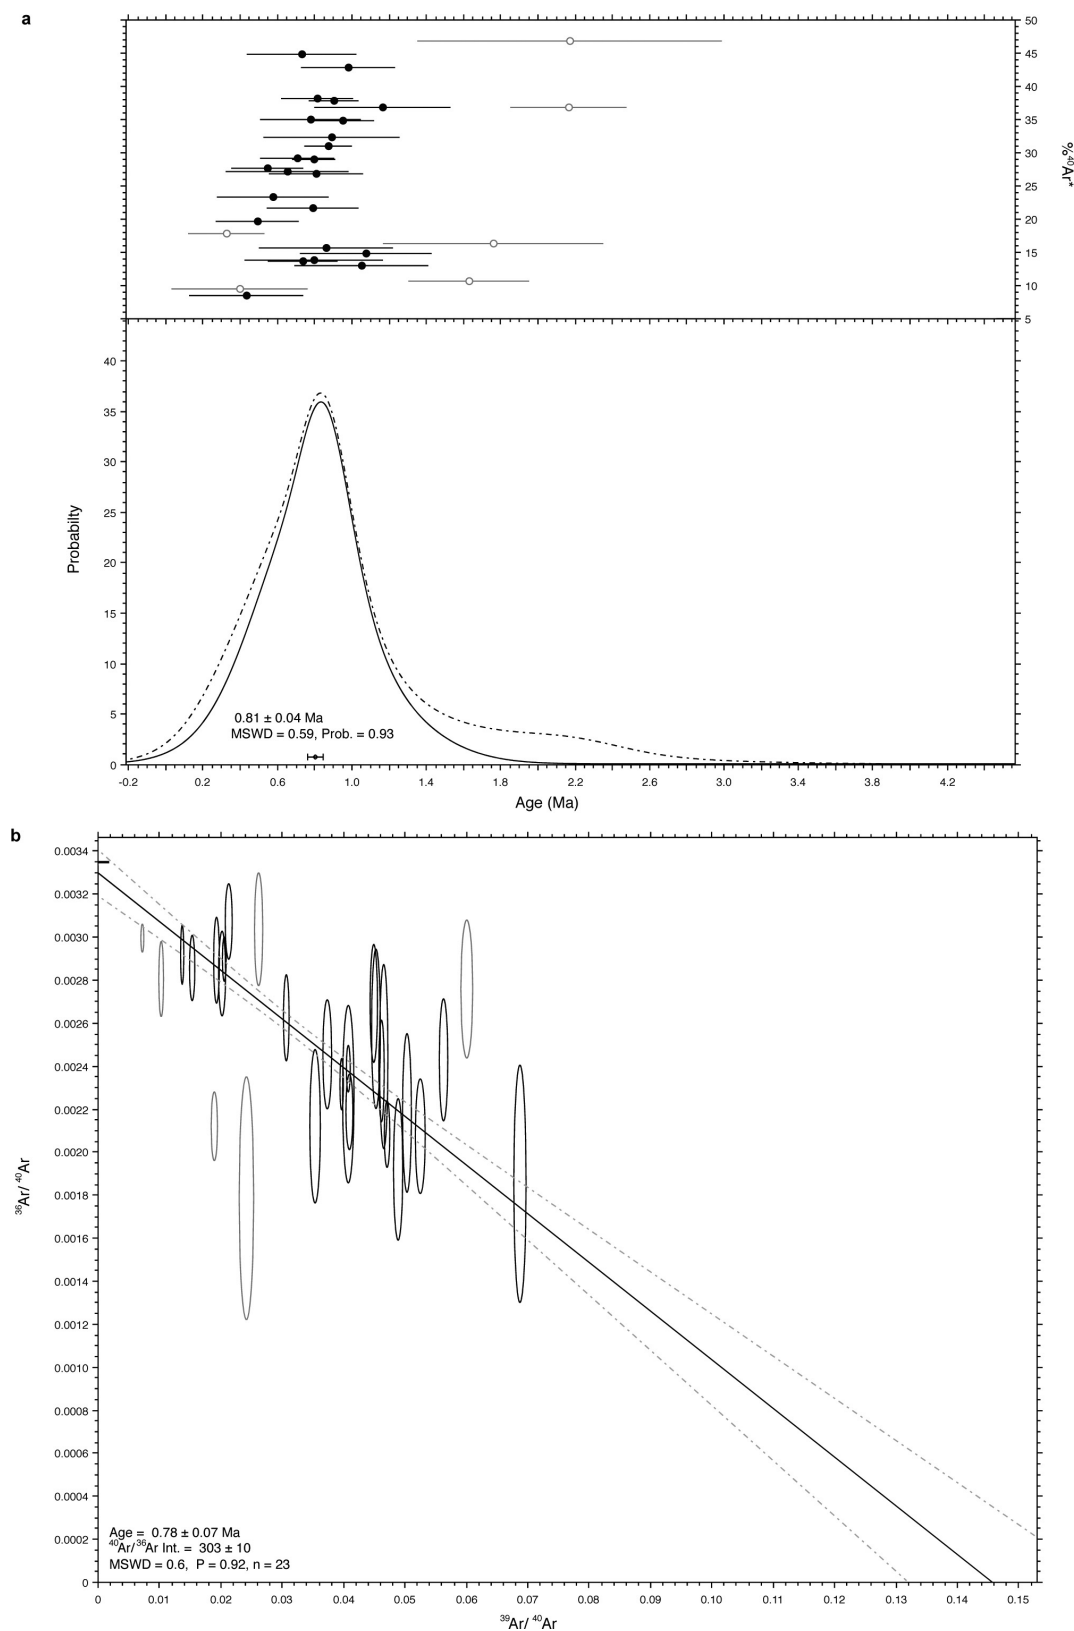 a
50
45
40
35
30
25
20
15
10
5
%⁴⁰Ar*
40
35
30
25
20
15
10
5
0
Probabilty
0.81 ± 0.04 Ma
MSWD = 0.59, Prob. = 0.93
-0.2 0.2 0.6 1.0 1.4 1.8 2.2 2.6 3.0 3.4 3.8 4.2
Age (Ma)
b
0.0034
0.0032
0.0030
0.0028
0.0026
0.0024
0.0022
0.0020
0.0018
0.0016
0.0014
0.0012
0.0010
0.0008
0.0006
0.0004
0.0002
0
³⁶Ar/ ⁴⁰Ar
Age = 0.78 ± 0.07 Ma
⁴⁰Ar/³⁶Ar Int. = 303 ± 10
MSWD = 0.6, P = 0.92, n = 23
0 0.01 0.02 0.03 0.04 0.05 0.06 0.07 0.08 0.09 0.10 0.11 0.12 0.13 0.14 0.15
³⁹Ar/ ⁴⁰Ar